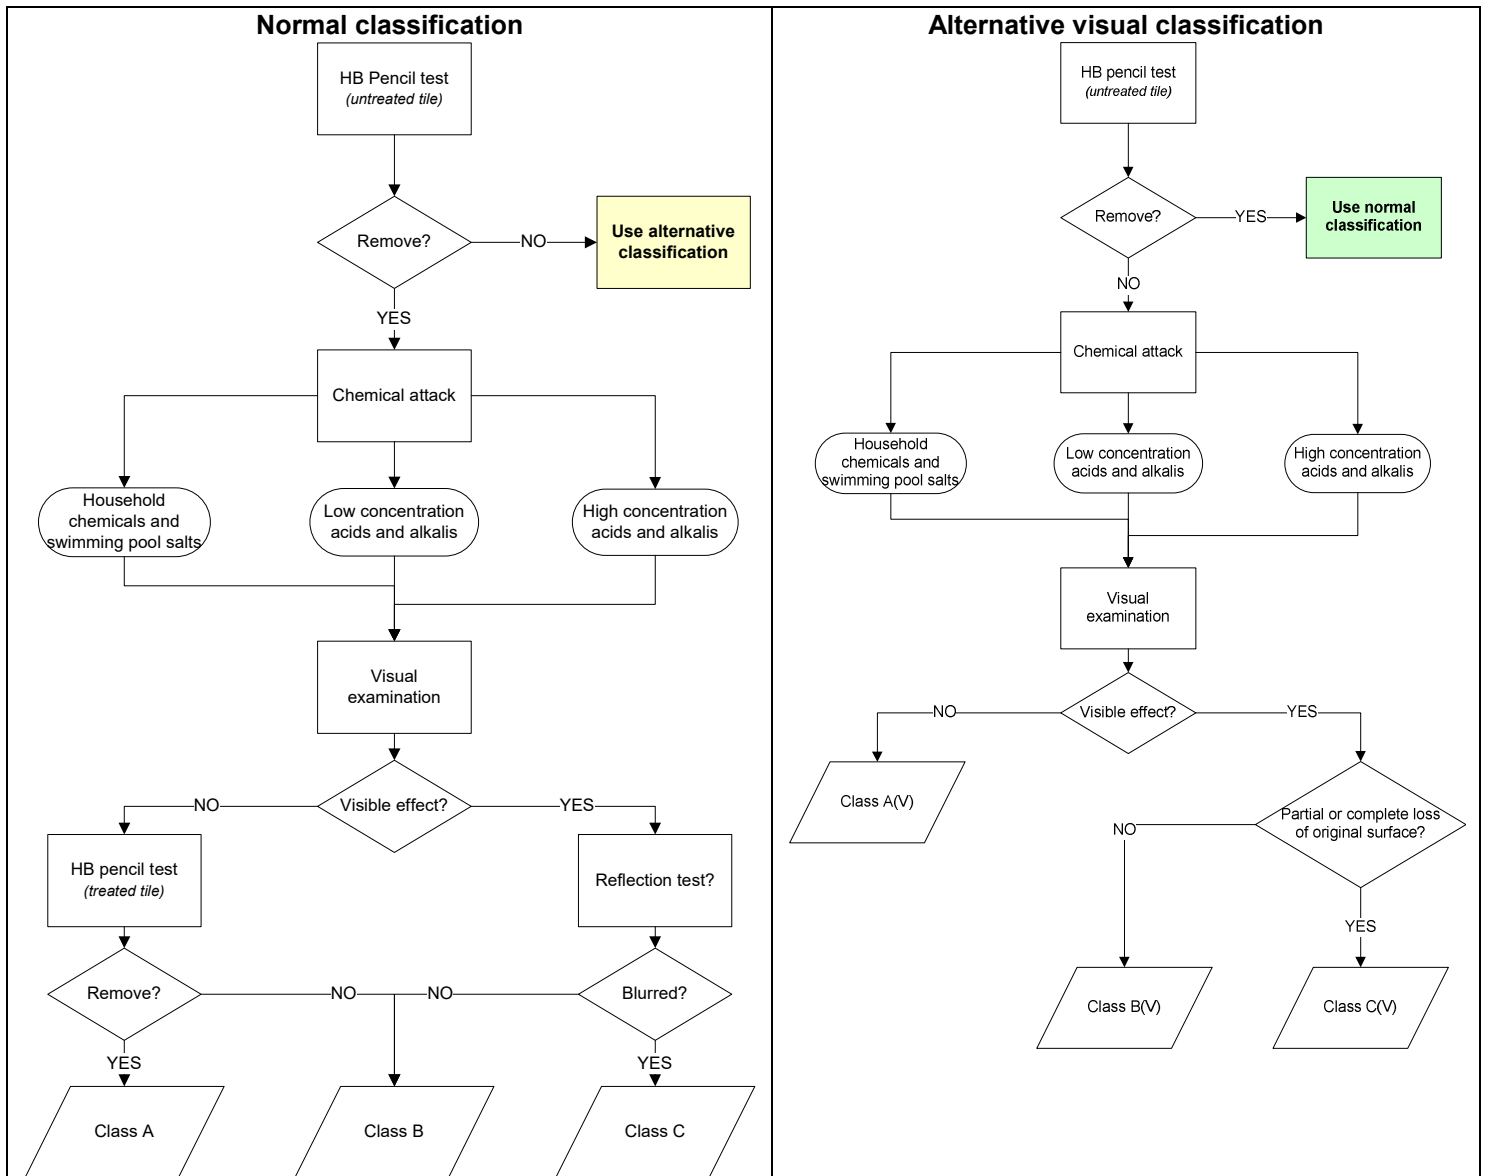 Normal classification
HB Pencil test
(untreated tile)
Remove?
NO
Use alternative
classification
YES
Chemical attack
Household
chemicals and
swimming pool salts
Low concentration
acids and alkalis
High concentration
acids and alkalis
Visual
examination
Visible effect?
NO
YES
HB pencil test
(treated tile)
Reflection test?
Remove?
NO
NO
Blurred?
YES
YES
Class A
Class B
Class C
Alternative visual classification
HB pencil test
(untreated tile)
Remove?
YES
Use normal
classification
NO
Chemical attack
Household
chemicals and
swimming pool salts
Low concentration
acids and alkalis
High concentration
acids and alkalis
Visual
examination
Visible effect?
NO
YES
Class A(V)
Partial or complete loss
of original surface?
NO
YES
Class B(V)
Class C(V)